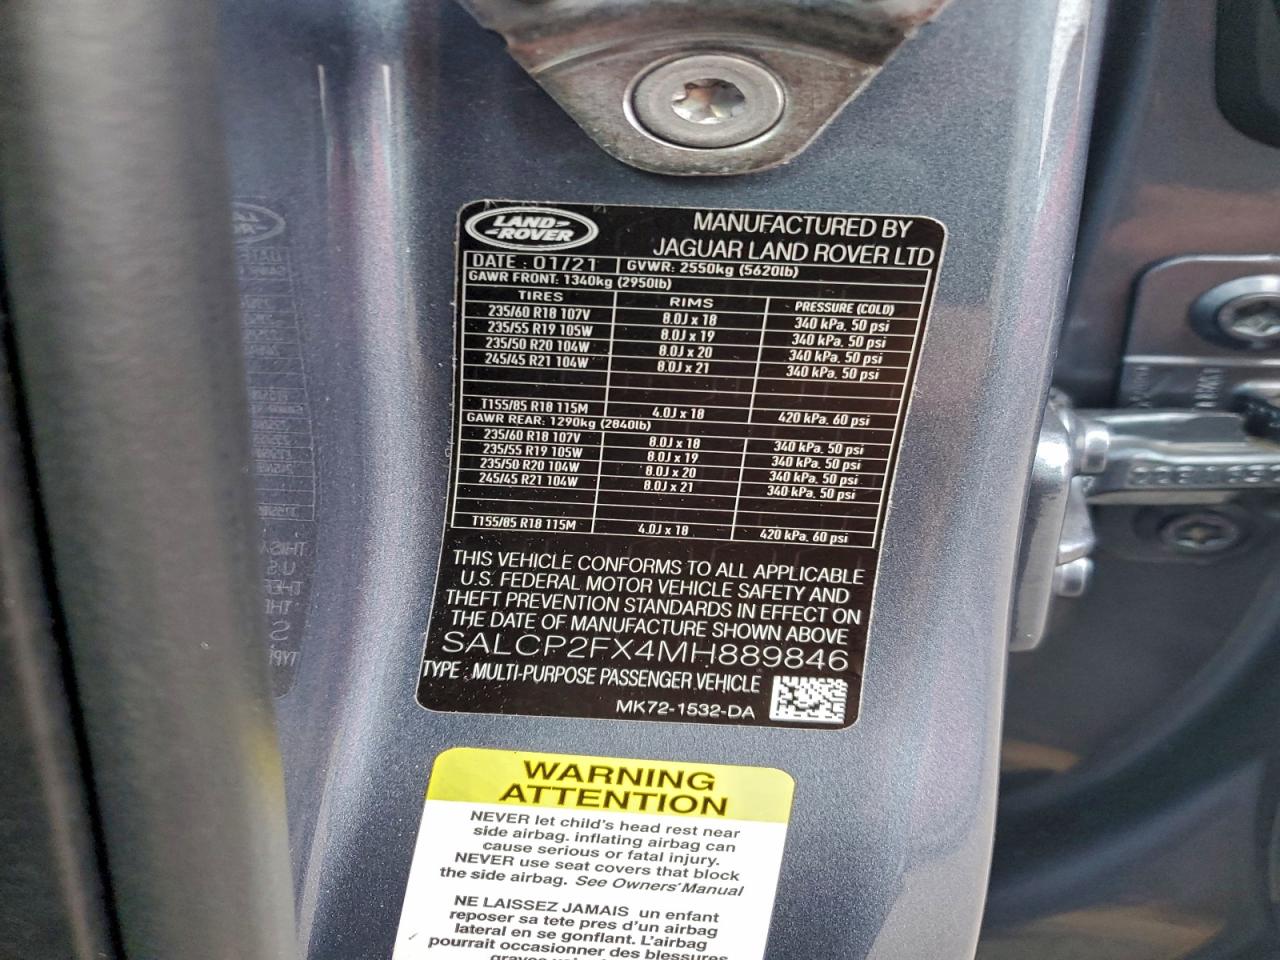 LAND-
-ROVER
MANUFACTURED BY
JAGUAR LAND ROVER LTD
DATE : 01/21 GVWR: 2550kg (5620lb)
GAWR FRONT: 1340kg (2950lb)
TIRES RIMS PRESSURE (COLD)
235/60 R18 107V 8.0J x 18 340 kPa, 50 psi
235/55 R19 105W 8.0J x 19 340 kPa, 50 psi
235/50 R20 104W 8.0J x 20 340 kPa, 50 psi
245/45 R21 104W 8.0J x 21 340 kPa, 50 psi
T155/85 R18 115M 4.0J x 18 420 kPa, 60 psi
GAWR REAR: 1290kg (2840lb)
235/60 R18 107V 8.0J x 18 340 kPa, 50 psi
235/55 R19 105W 8.0J x 19 340 kPa, 50 psi
235/50 R20 104W 8.0J x 20 340 kPa, 50 psi
245/45 R21 104W 8.0J x 21 340 kPa, 50 psi
T155/85 R18 115M 4.0J x 18 420 kPa, 60 psi
THIS VEHICLE CONFORMS TO ALL APPLICABLE
U.S. FEDERAL MOTOR VEHICLE SAFETY AND
THEFT PREVENTION STANDARDS IN EFFECT ON
THE DATE OF MANUFACTURE SHOWN ABOVE
SALCP2FX4MH889846
TYPE : MULTI-PURPOSE PASSENGER VEHICLE
MK72-1532-DA
WARNING
ATTENTION
NEVER let child's head rest near
side airbag. inflating airbag can
cause serious or fatal injury.
NEVER use seat covers that block
the side airbag. See Owners' Manual
NE LAISSEZ JAMAIS un enfant
reposer sa tete pres d'un airbag
lateral en se gonflant. L'airbag
pourrait occasionner des blessures